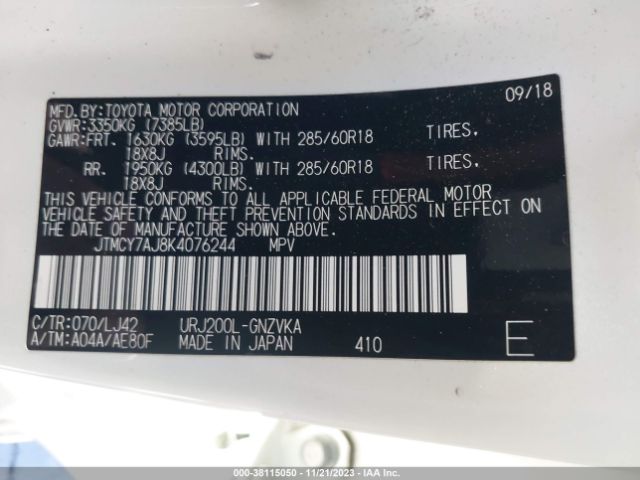 09/18
MFD.BY:TOYOTA MOTOR CORPORATION
GVWR:3350KG (7385LB)
GAWR:FRT. 1630KG (3595LB) WITH 285/60R18 TIRES,
18X8J RIMS.
RR. 1950KG (4300LB) WITH 285/60R18 TIRES,
18X8J RIMS.
THIS VEHICLE CONFORMS TO ALL APPLICABLE FEDERAL MOTOR
VEHICLE SAFETY AND THEFT PREVENTION STANDARDS IN EFFECT ON
THE DATE OF MANUFACTURE SHOWN ABOVE.
JTMCY7AJ8K4076244 MPV
C/TR:070/LJ42 URJ200L-GNZVKA
A/TM:A04A/AE80F MADE IN JAPAN 410 E
200-38115050 - 11/21/2023 - IAA Inc.